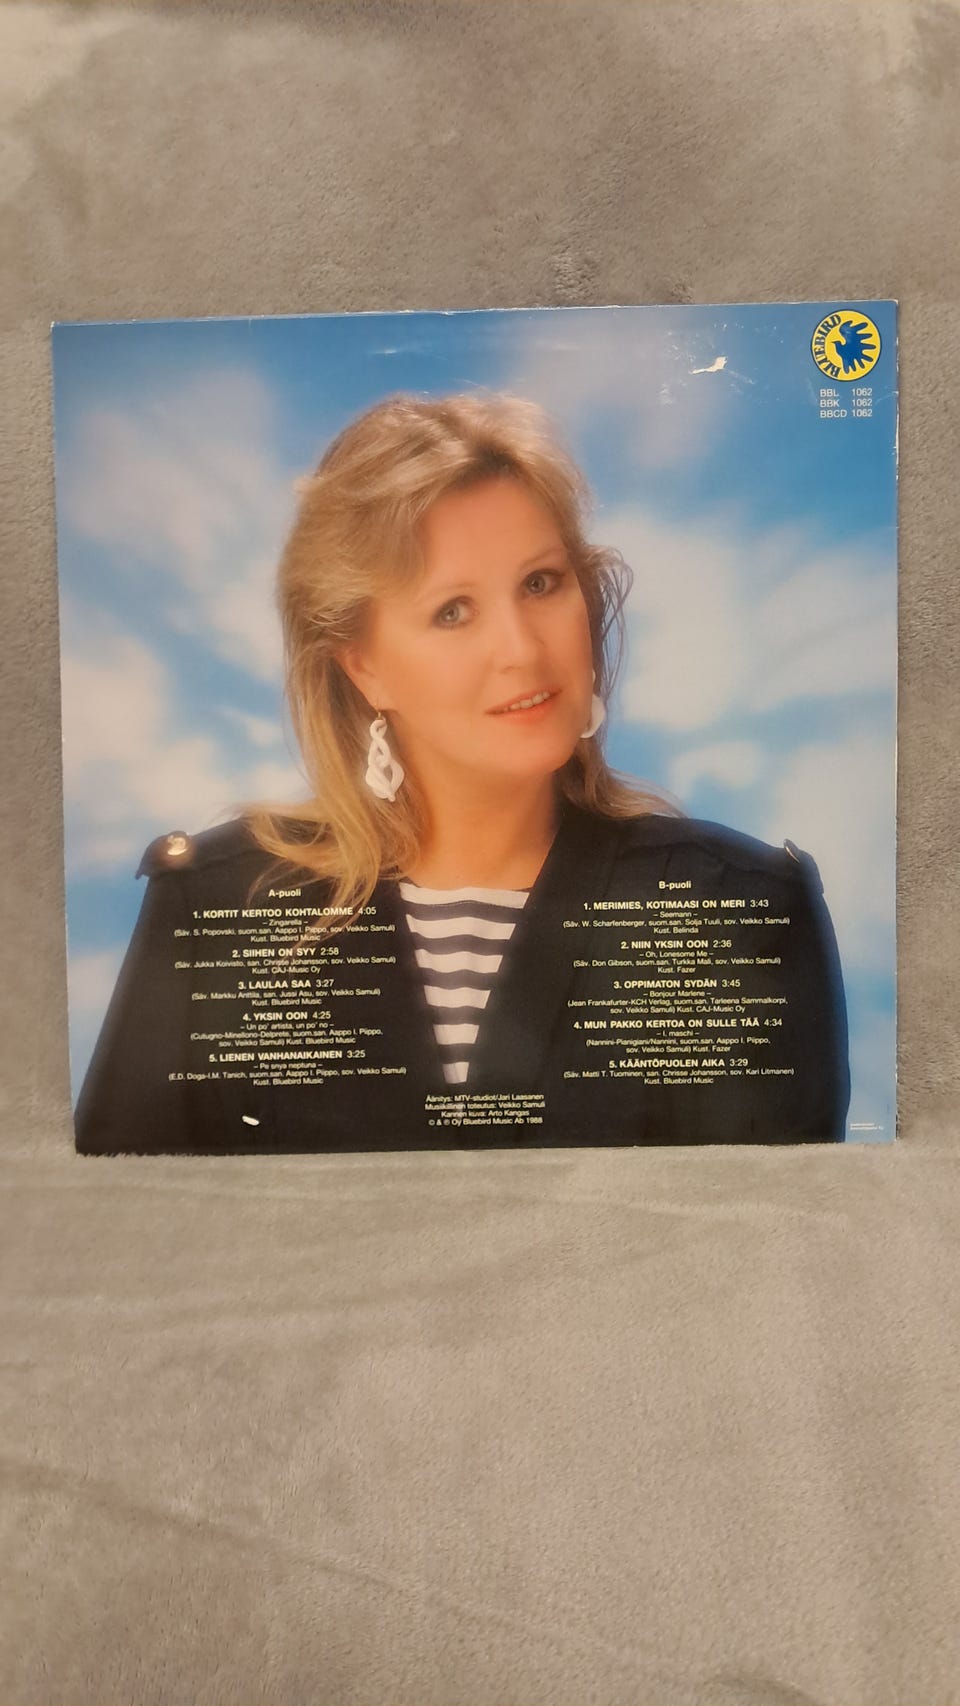 BLUEBIRD
BBL 1062
BBK 1062
BBCD 1062
A-puoli
1. KORTIT KERTOO KOHTALOMME 4:05
– Zingarella –
(Säv. S. Popovski, suom.san. Aappo I. Piippo, sov. Veikko Samuli)
Kust. Bluebird Music
2. SIIHEN ON SYY 2:58
(Säv. Jukka Koivisto, san. Chrisse Johansson, sov. Veikko Samuli)
Kust. CAJ-Music Oy
3. LAULAA SAA 3:27
(Säv. Markku Anttila, san. Jussi Asu, sov. Veikko Samuli)
Kust. Bluebird Music
4. YKSIN OON 4:25
– Un po' artista, un po' no –
(Cutugno-Minellono-Delprete, suom.san. Aappo I. Piippo,
sov. Veikko Samuli) Kust. Bluebird Music
5. LIENEN VANHANAIKAINEN 3:25
– Pe snya neptuna –
(E.D. Doga-I.M. Tanich, suom.san. Aappo I. Piippo, sov. Veikko Samuli)
Kust. Bluebird Music
B-puoli
1. MERIMIES, KOTIMAASI ON MERI 3:43
– Seemann –
(Säv. W. Scharfenberger, suom.san. Solja Tuuli, sov. Veikko Samuli)
Kust. Belinda
2. NIIN YKSIN OON 2:36
– Oh, Lonesome Me –
(Säv. Don Gibson, suom.san. Turkka Mali, sov. Veikko Samuli)
Kust. Fazer
3. OPPIMATON SYDÄN 3:45
– Bonjour Marlene –
(Jean Frankafurter-KCH Verlag, suom.san. Tarleena Sammalkorpi,
sov. Veikko Samuli) Kust. CAJ-Music Oy
4. MUN PAKKO KERTOA ON SULLE TÄÄ 4:34
– I. maschi –
(Nannini-Pianigiani/Nannini, suom.san. Aappo I. Piippo,
sov. Veikko Samuli) Kust. Fazer
5. KÄÄNTÖPUOLEN AIKA 3:29
(Säv. Matti T. Tuominen, san. Chrisse Johansson, sov. Kari Litmanen)
Kust. Bluebird Music
Äänitys: MTV-studiot/Jari Laasanen
Musiikillinen toteutus: Veikko Samuli
Kannen kuva: Arto Kangas
© & ℗ Oy Bluebird Music Ab 1988